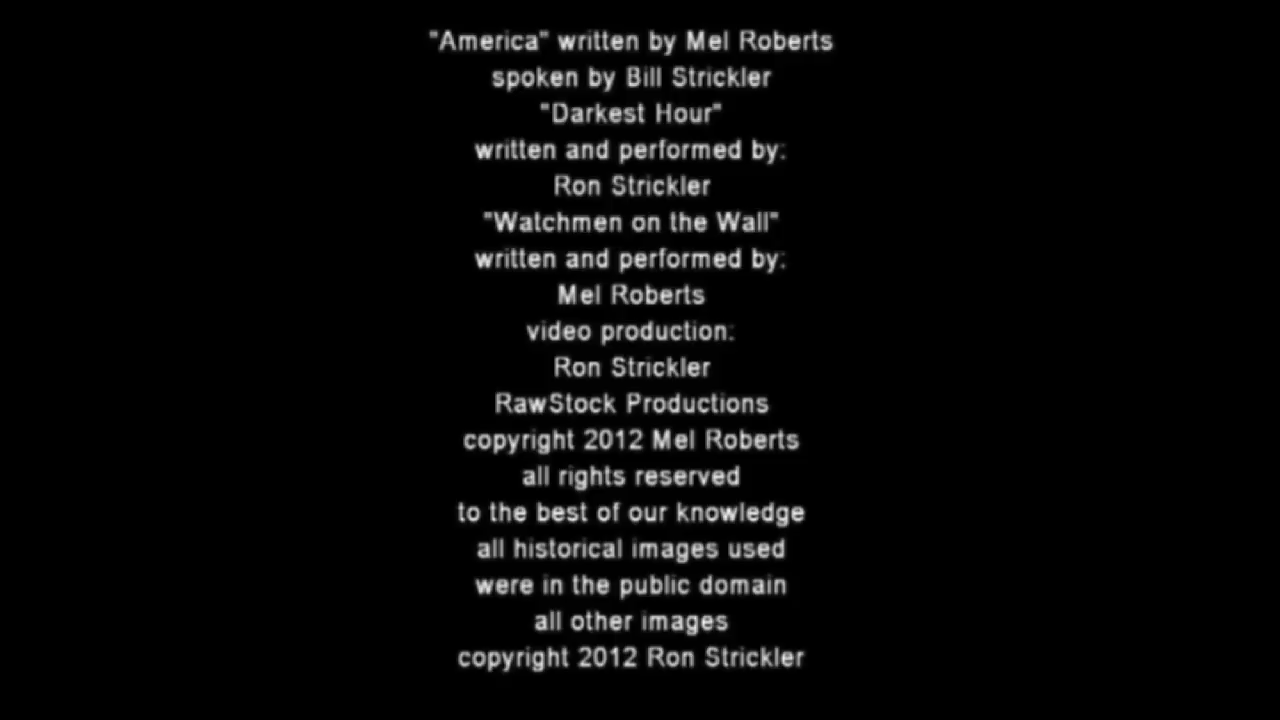 "America" written by Mel Roberts
spoken by Bill Strickler
"Darkest Hour"
written and performed by:
Ron Strickler
"Watchmen on the Wall"
written and performed by:
Mel Roberts
video production:
Ron Strickler
RawStock Productions
copyright 2012 Mel Roberts
all rights reserved
to the best of our knowledge
all historical images used
were in the public domain
all other images
copyright 2012 Ron Strickler